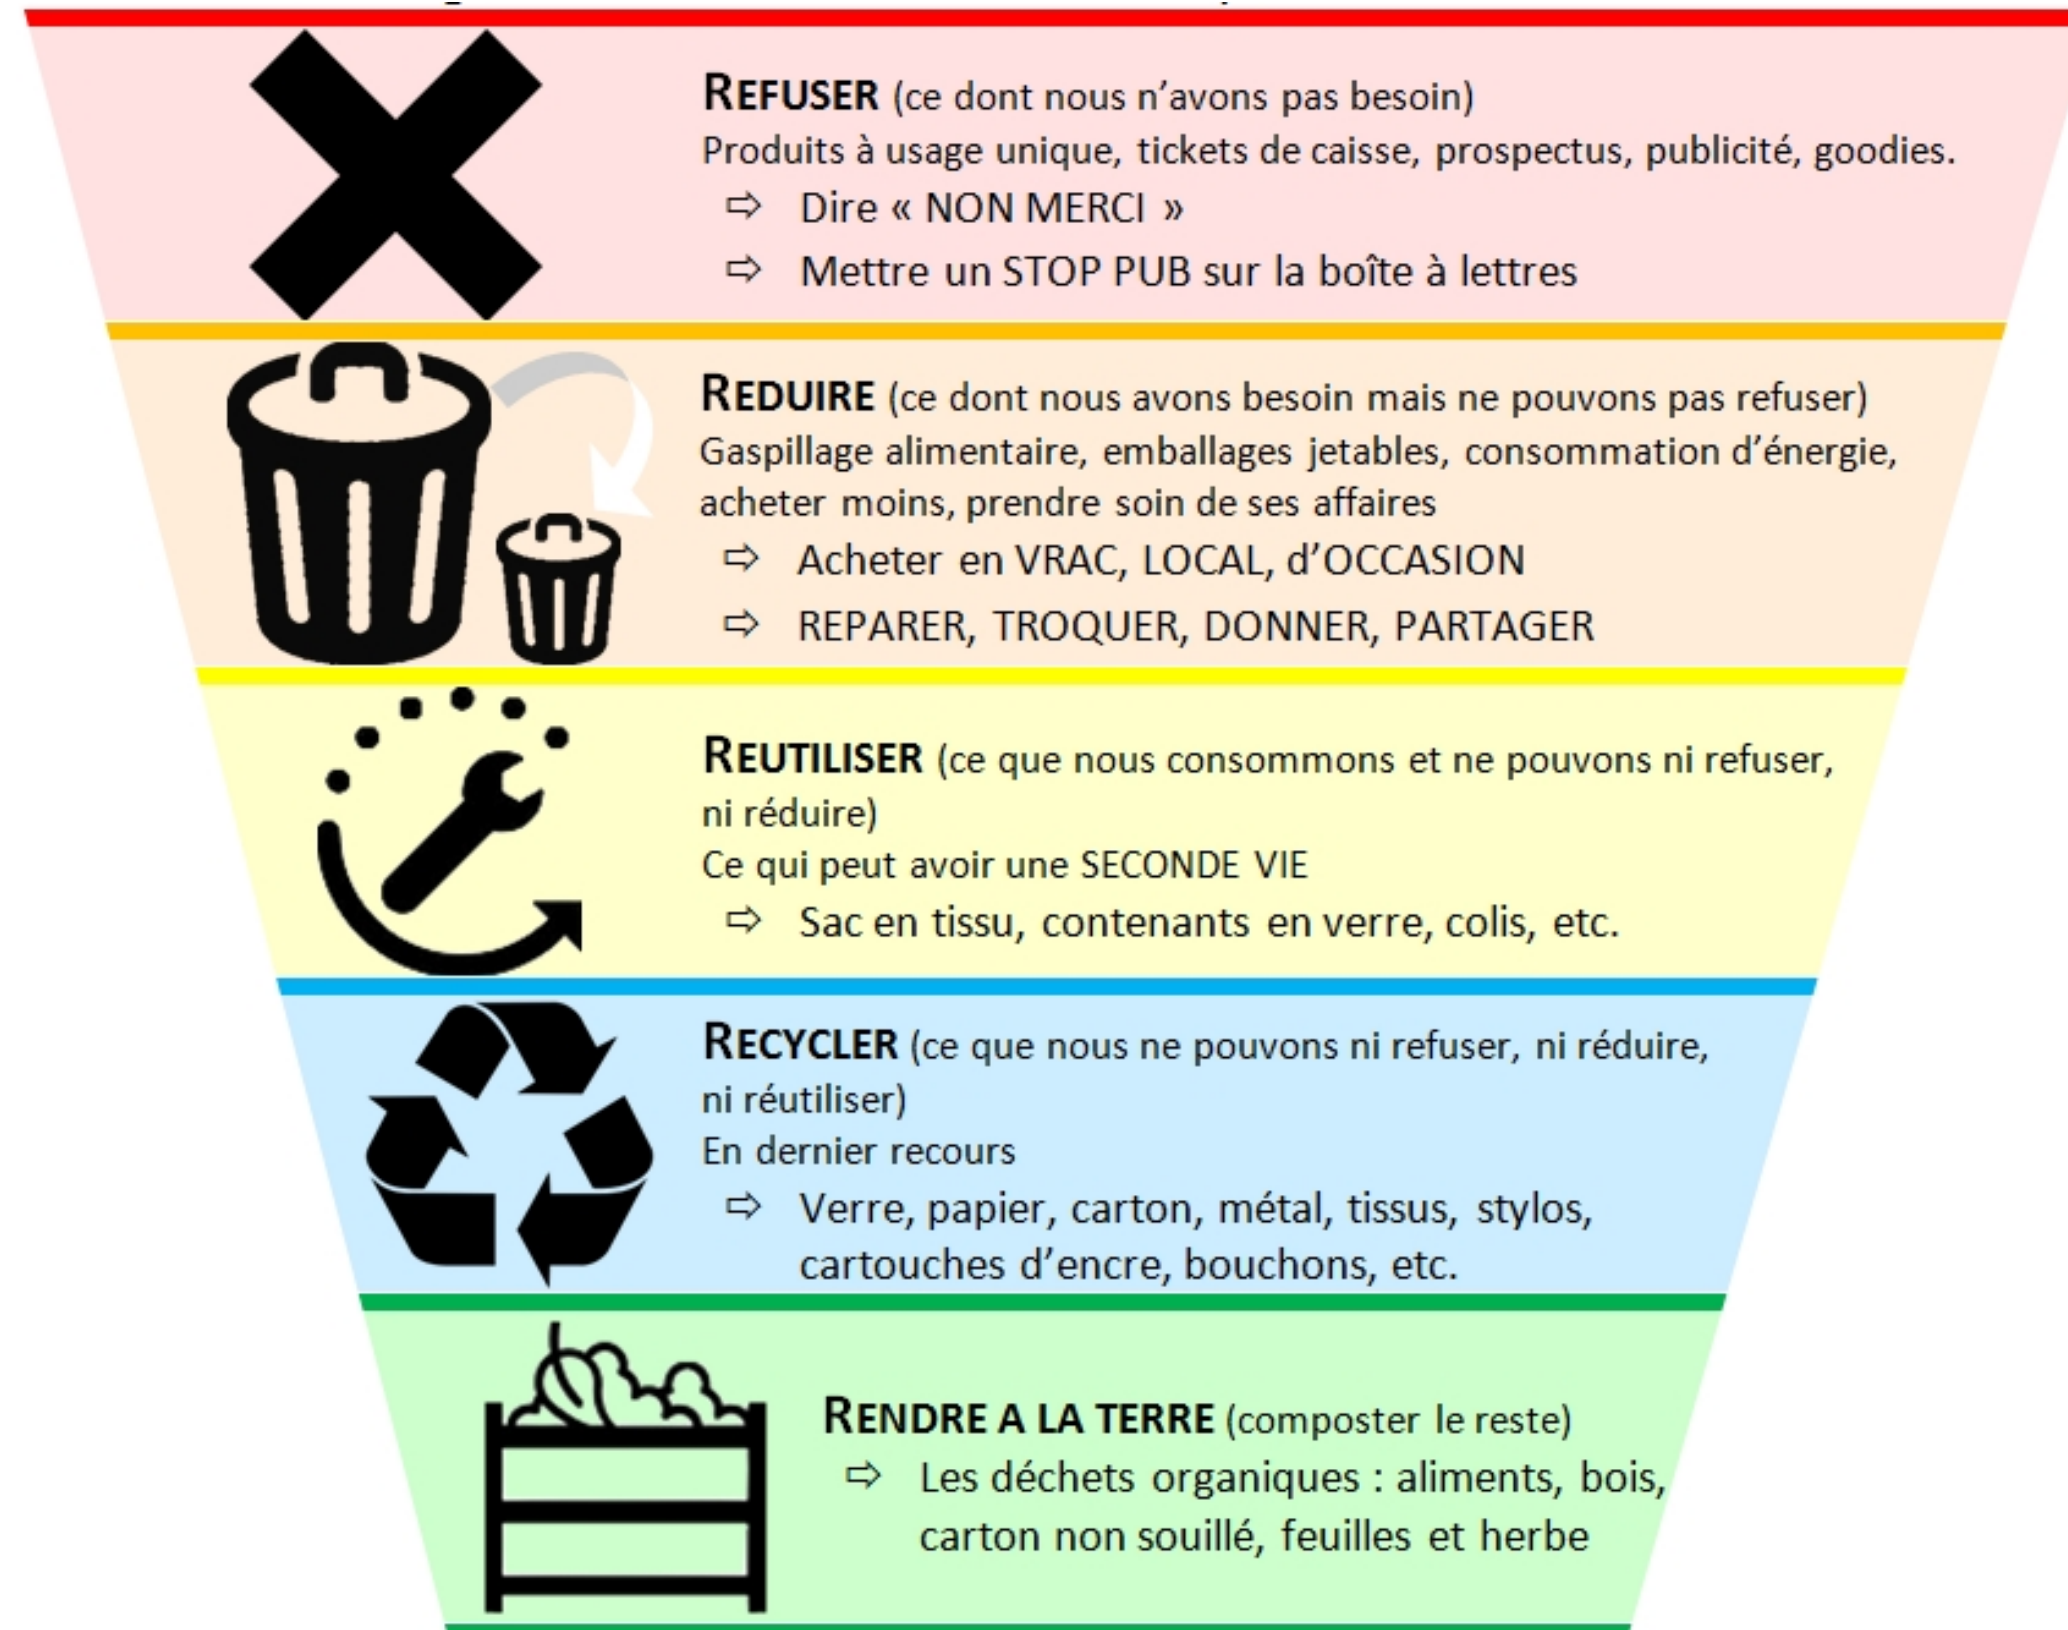 REFUSER (ce dont nous n'avons pas besoin)
Produits à usage unique, tickets de caisse, prospectus, publicité, goodies.
⇨ Dire « NON MERCI »
⇨ Mettre un STOP PUB sur la boîte à lettres
REDUIRE (ce dont nous avons besoin mais ne pouvons pas refuser)
Gaspillage alimentaire, emballages jetables, consommation d'énergie,
acheter moins, prendre soin de ses affaires
⇨ Acheter en VRAC, LOCAL, d'OCCASION
⇨ REPARER, TROQUER, DONNER, PARTAGER
REUTILISER (ce que nous consommons et ne pouvons ni refuser,
ni réduire)
Ce qui peut avoir une SECONDE VIE
⇨ Sac en tissu, contenants en verre, colis, etc.
RECYCLER (ce que nous ne pouvons ni refuser, ni réduire,
ni réutiliser)
En dernier recours
⇨ Verre, papier, carton, métal, tissus, stylos,
cartouches d'encre, bouchons, etc.
RENDRE A LA TERRE (composter le reste)
⇨ Les déchets organiques : aliments, bois,
carton non souillé, feuilles et herbe